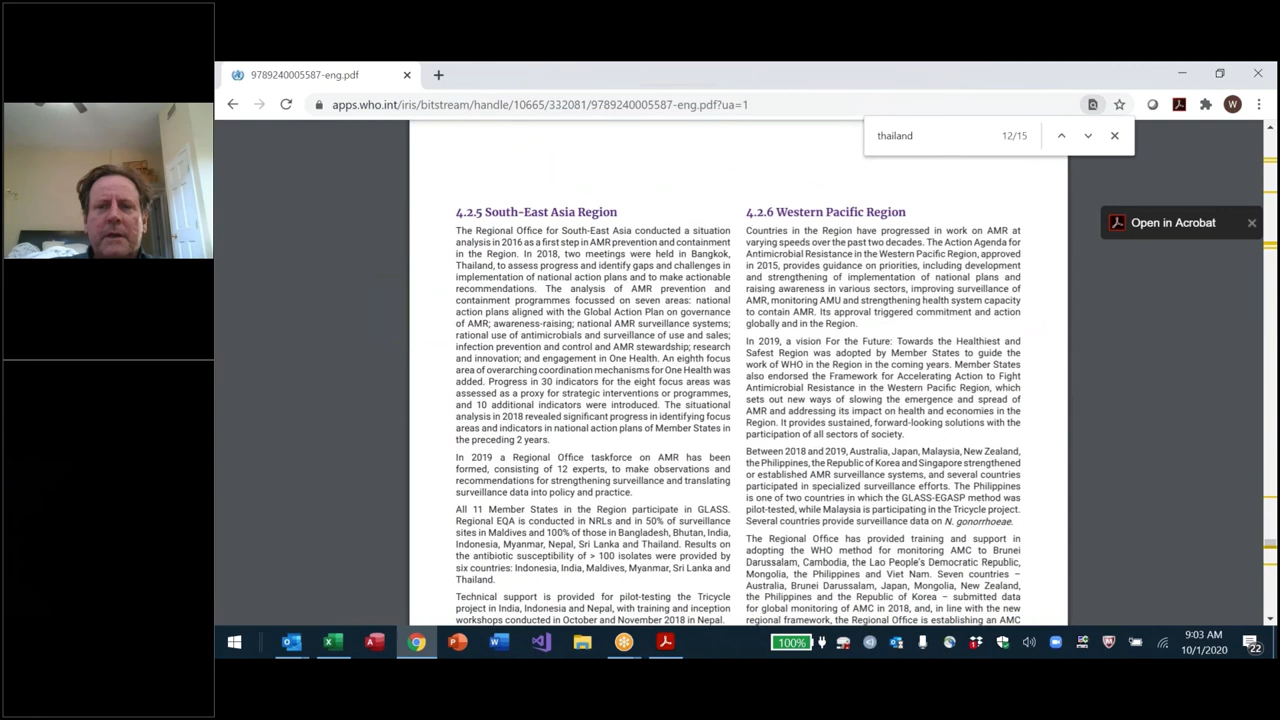 9789240005587-eng.pdf
apps.who.int/iris/bitstream/handle/10665/332081/9789240005587-eng.pdf?ua=1
W
thailand 12/15
Open in Acrobat
4.2.5 South-East Asia Region
The Regional Office for South-East Asia conducted a situation
analysis in 2016 as a first step in AMR prevention and containment
in the Region. In 2018, two meetings were held in Bangkok,
Thailand, to assess progress and identify gaps and challenges in
implementation of national action plans and to make actionable
recommendations. The analysis of AMR prevention and
containment programmes focussed on seven areas: national
action plans aligned with the Global Action Plan on governance
of AMR; awareness-raising; national AMR surveillance systems;
rational use of antimicrobials and surveillance of use and sales;
infection prevention and control and AMR stewardship; research
and innovation; and engagement in One Health. An eighth focus
area of overarching coordination mechanisms for One Health was
added. Progress in 30 indicators for the eight focus areas was
assessed as a proxy for strategic interventions or programmes,
and 10 additional indicators were introduced. The situational
analysis in 2018 revealed significant progress in identifying focus
areas and indicators in national action plans of Member States in
the preceding 2 years.
In 2019 a Regional Office taskforce on AMR has been
formed, consisting of 12 experts, to make observations and
recommendations for strengthening surveillance and translating
surveillance data into policy and practice.
All 11 Member States in the Region participate in GLASS.
Regional EQA is conducted in NRLs and in 50% of surveillance
sites in Maldives and 100% of those in Bangladesh, Bhutan, India,
Indonesia, Myanmar, Nepal, Sri Lanka and Thailand. Results on
the antibiotic susceptibility of > 100 isolates were provided by
six countries: Indonesia, India, Maldives, Myanmar, Sri Lanka and
Thailand.
Technical support is provided for pilot-testing the Tricycle
project in India, Indonesia and Nepal, with training and inception
workshops conducted in October and November 2018 in Nepal.
4.2.6 Western Pacific Region
Countries in the Region have progressed in work on AMR at
varying speeds over the past two decades. The Action Agenda for
Antimicrobial Resistance in the Western Pacific Region, approved
in 2015, provides guidance on priorities, including development
and strengthening of implementation of national plans and
raising awareness in various sectors, improving surveillance of
AMR, monitoring AMU and strengthening health system capacity
to contain AMR. Its approval triggered commitment and action
globally and in the Region.
In 2019, a vision For the Future: Towards the Healthiest and
Safest Region was adopted by Member States to guide the
work of WHO in the Region in the coming years. Member States
also endorsed the Framework for Accelerating Action to Fight
Antimicrobial Resistance in the Western Pacific Region, which
sets out new ways of slowing the emergence and spread of
AMR and addressing its impact on health and economies in the
Region. It provides sustained, forward-looking solutions with the
participation of all sectors of society.
Between 2018 and 2019, Australia, Japan, Malaysia, New Zealand,
the Philippines, the Republic of Korea and Singapore strengthened
or established AMR surveillance systems, and several countries
participated in specialized surveillance efforts. The Philippines
is one of two countries in which the GLASS-EGASP method was
pilot-tested, while Malaysia is participating in the Tricycle project.
Several countries provide surveillance data on N. gonorrhoeae.
The Regional Office has provided training and support in
adopting the WHO method for monitoring AMC to Brunei
Darussalam, Cambodia, the Lao People's Democratic Republic,
Mongolia, the Philippines and Viet Nam. Seven countries –
Australia, Brunei Darussalam, Japan, Mongolia, New Zealand,
the Philippines and the Republic of Korea – submitted data
for global monitoring of AMC in 2018, and, in line with the new
regional framework, the Regional Office is establishing an AMC
100%
9:03 AM
10/1/2020
22